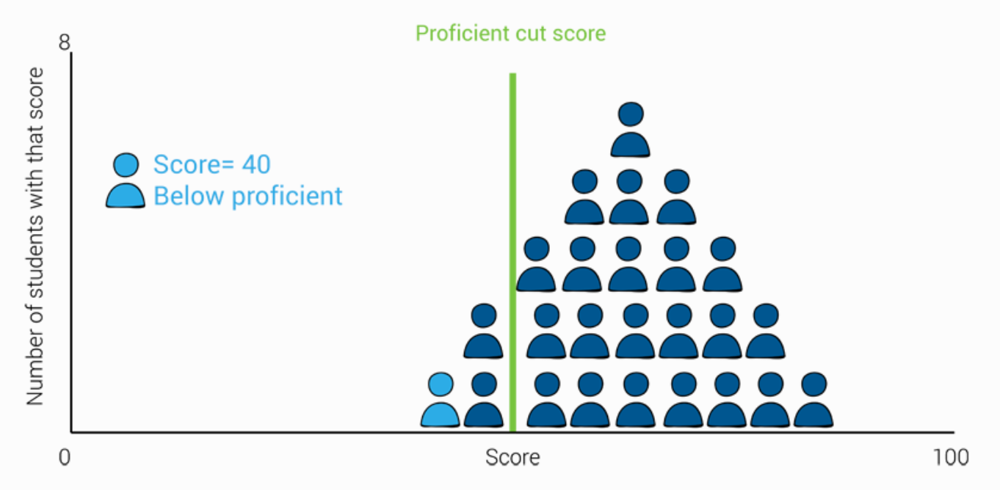 Proficient cut score
8
Number of students with that score
Score= 40
Below proficient
0
Score
100